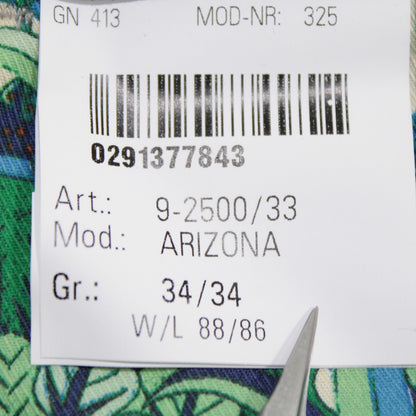 GN 413 MOD-NR: 325
0291377843
Art.: 9-2500/33
Mod.: ARIZONA
Gr.: 34/34
W/L 88/86